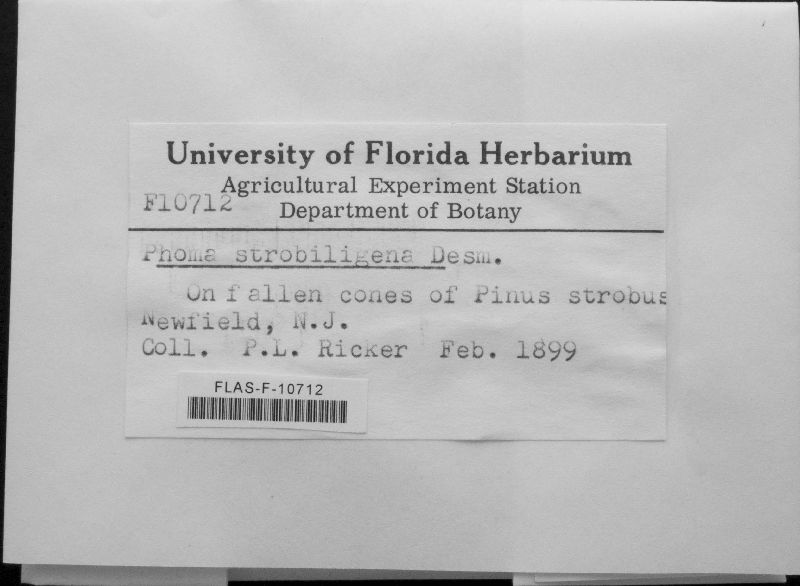 University of Florida Herbarium
Agricultural Experiment Station
F10712
Department of Botany
Phoma strobiligena Desm.
On fallen cones of Pinus strobus
Newfield, N.J.
Coll. P.L. Ricker Feb. 1899
FLAS-F-10712